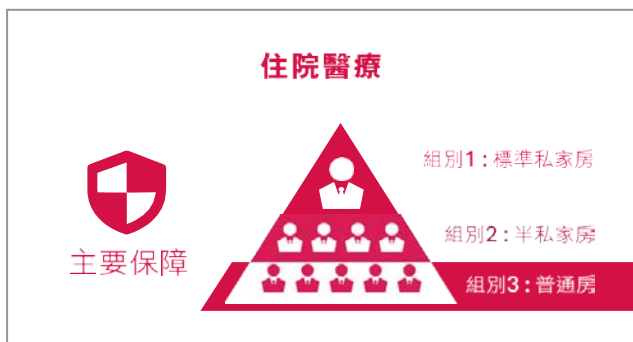 住院醫療
組別1 : 標準私家房
組別2 : 半私家房
主要保障
組別3 : 普通房